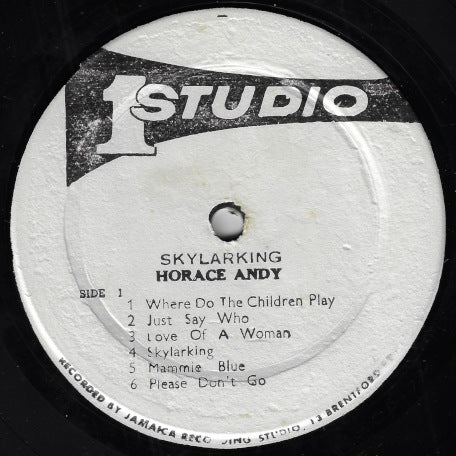 1 STUDIO
SKYLARKING
HORACE ANDY
SIDE 1
1 Where Do The Children Play
2 Just Say Who
3 Love Of A Woman
4 Skylarking
5 Mammie Blue
6 Please Don't Go
RECORDED BY JAMAICA RECO DING STUDIO, 13 BRENTFORD